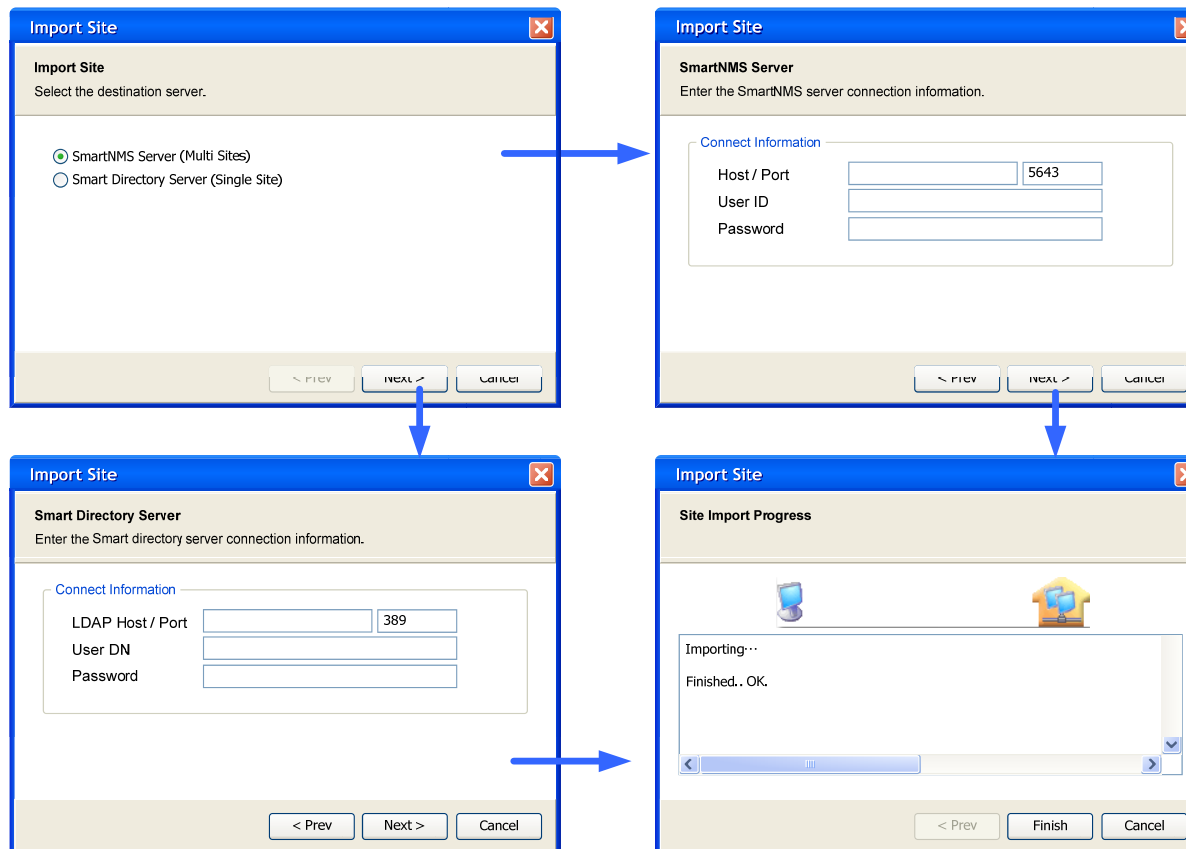 Import Site
Import Site
Select the destination server.
SmartNMS Server (Multi Sites)
Smart Directory Server (Single Site)
< Prev
Next >
Cancel
Import Site
SmartNMS Server
Enter the SmartNMS server connection information.
Connect Information
Host / Port
5643
User ID
Password
< Prev
Next >
Cancel
Import Site
Smart Directory Server
Enter the Smart directory server connection information.
Connect Information
LDAP Host / Port
389
User DN
Password
< Prev
Next >
Cancel
Import Site
Site Import Progress
Importing···
Finished.. OK.
< Prev
Finish
Cancel